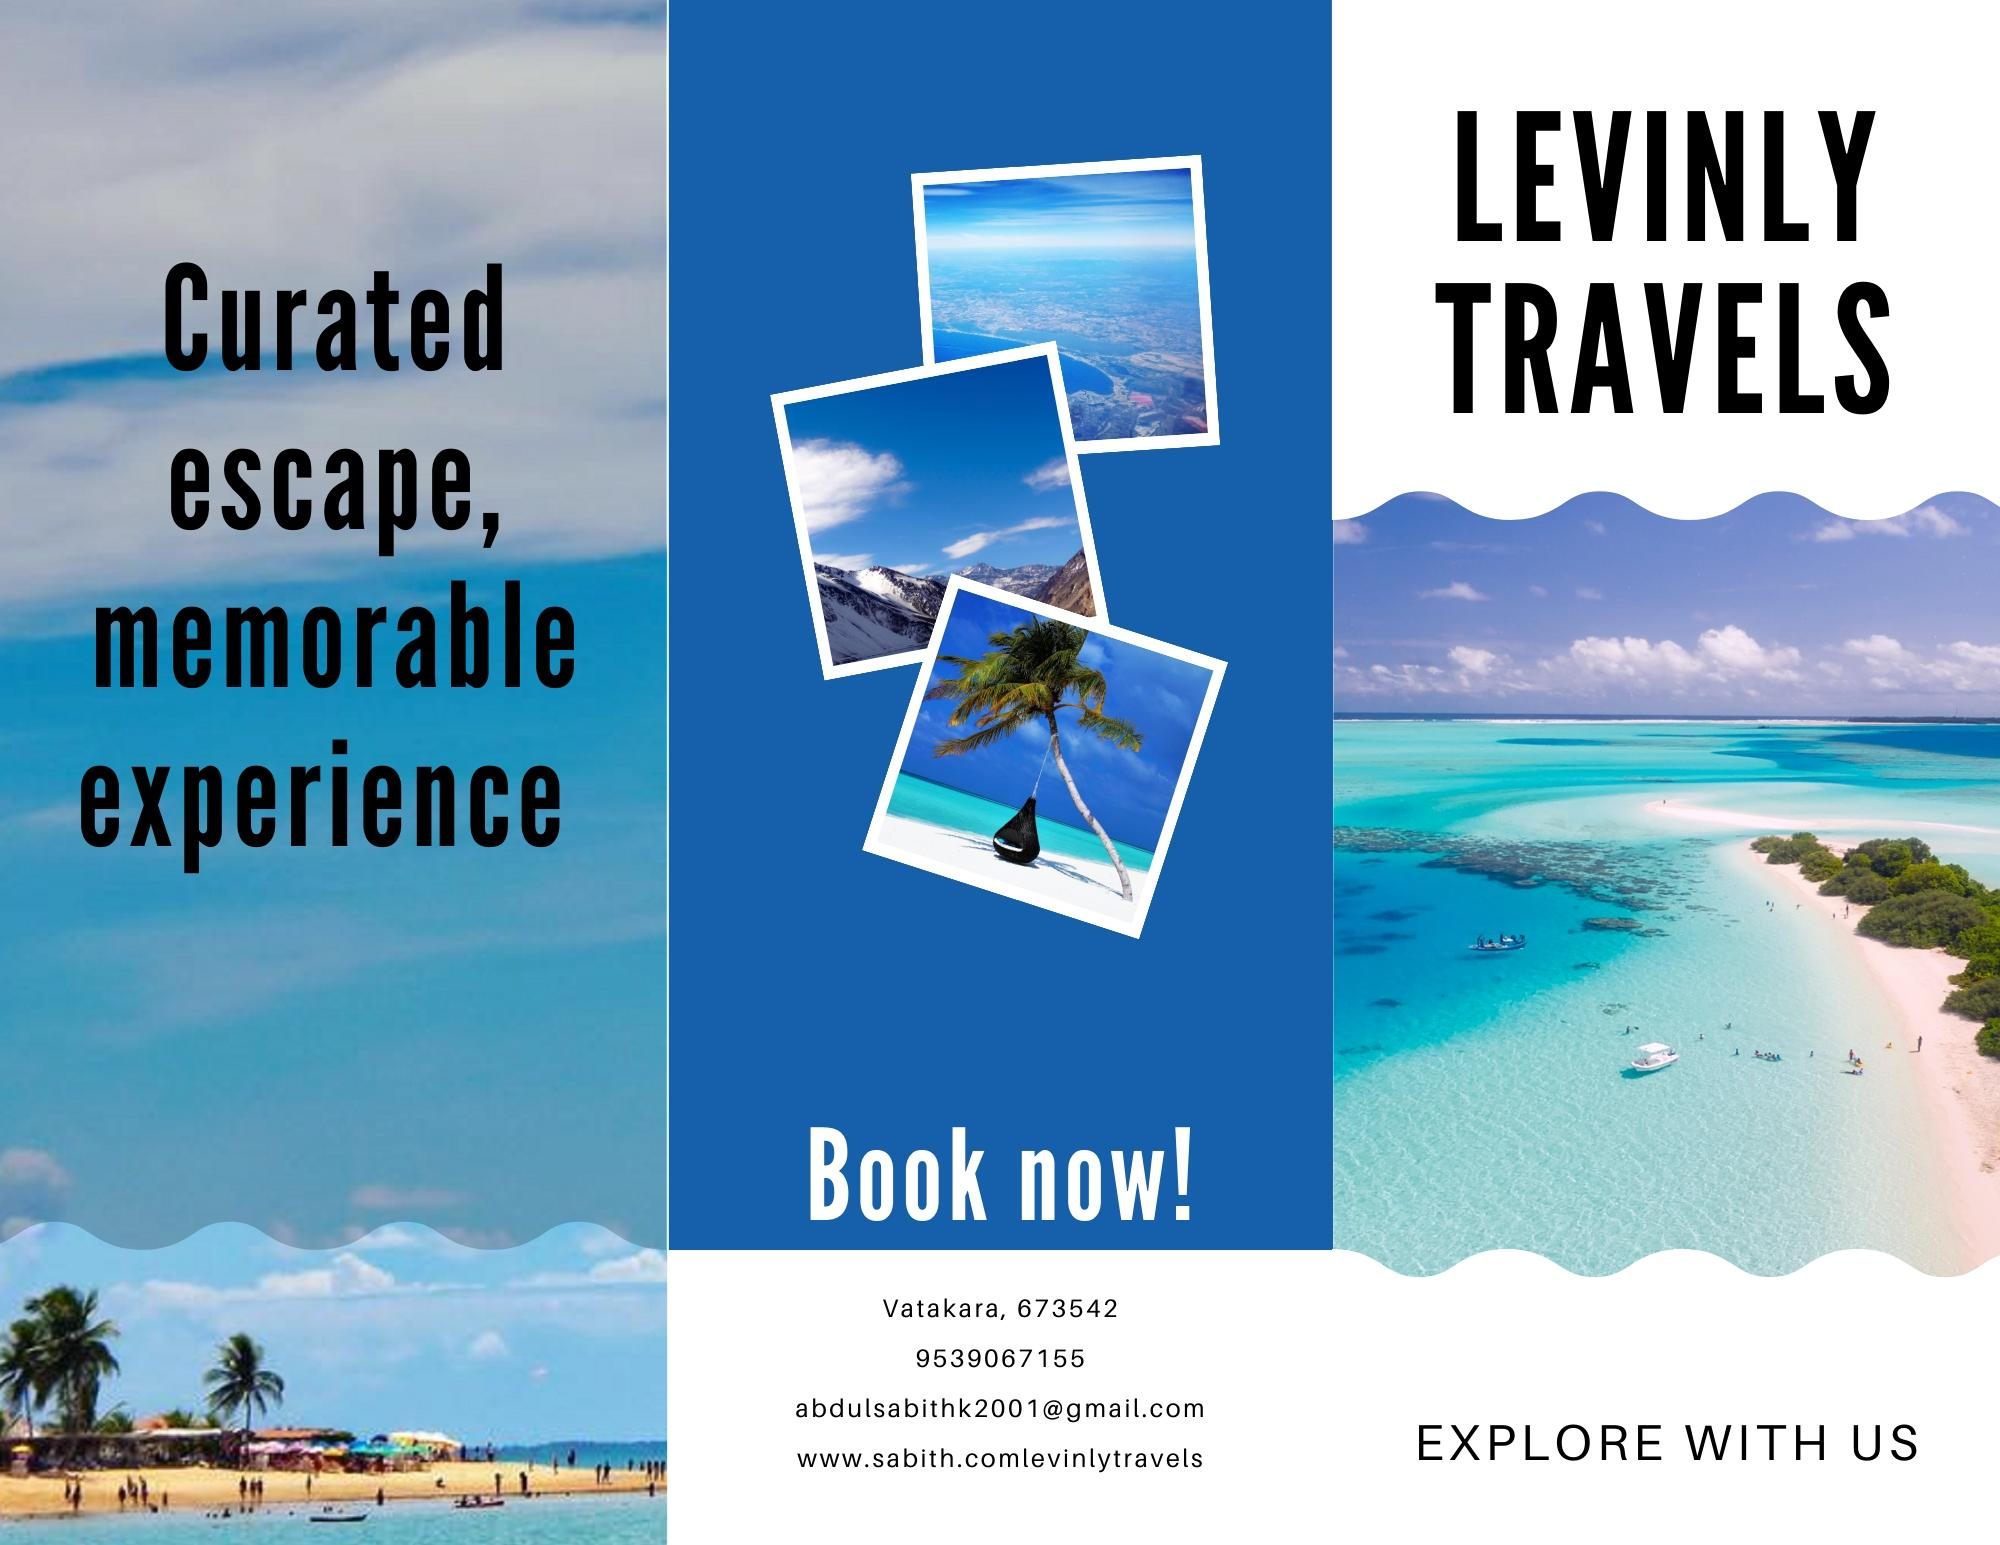 Curated
escape,
memorable
experience
Book now!
Vatakara, 673542
9539067155
abdulsabithk2001@gmail.com
www.sabith.comlevinlytravels
LEVINLY
TRAVELS
EXPLORE WITH US